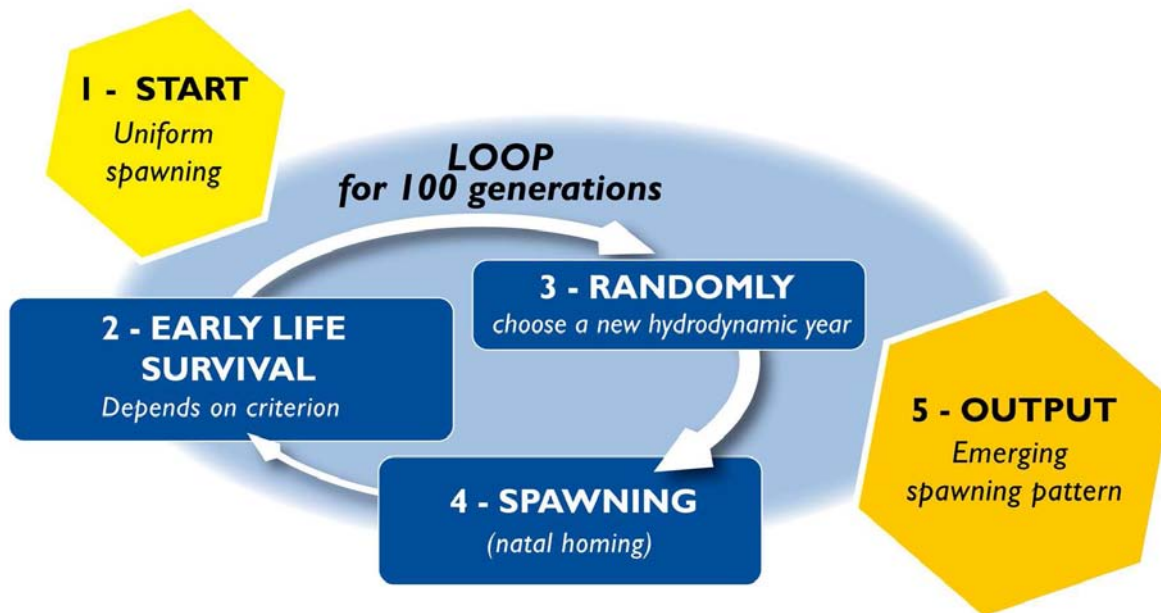 1 - START
Uniform
spawning
LOOP
for 100 generations
2 - EARLY LIFE
SURVIVAL
Depends on criterion
3 - RANDOMLY
choose a new hydrodynamic year
4 - SPAWNING
(natal homing)
5 - OUTPUT
Emerging
spawning pattern